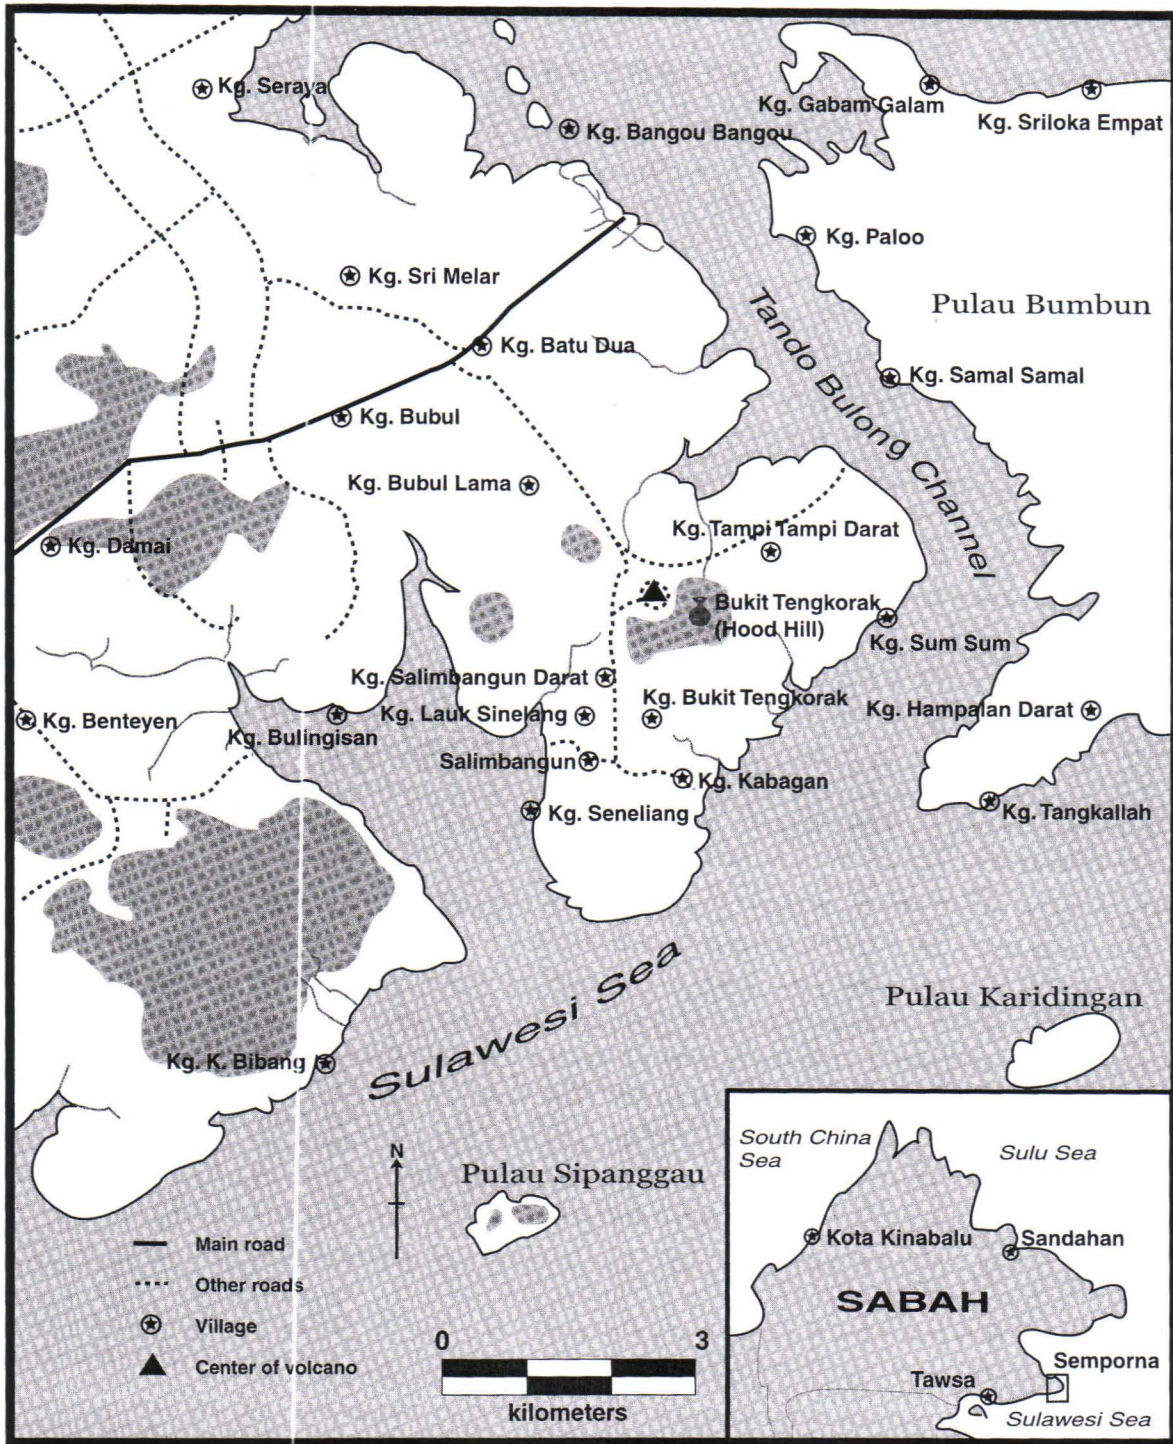 Kg. Seraya
Kg. Gabam Galam
Kg. Sriloka Empat
Kg. Bangou Bangou
Kg. Paloo
Kg. Sri Melar
Pulau Bumbun
Kg. Batu Dua
Tando Bulong Channel
Kg. Samal Samal
Kg. Bubul
Kg. Bubul Lama
Kg. Tampi Tampi Darat
Kg. Damai
Bukit Tengkorak
(Hood Hill)
Kg. Sum Sum
Kg. Salimbangun Darat
Kg. Bukit Tengkorak
Kg. Hampalan Darat
Kg. Benteyen
Kg. Lauk Sinelang
Kg. Bulingisan
Salimbangun
Kg. Kabagan
Kg. Seneliang
Kg. Tangkallah
Sulawesi Sea
Pulau Karidingan
Kg. K. Bibang
N
Pulau Sipanggau
Main road
Other roads
Village
Center of volcano
0 3
kilometers
South China
Sea
Sulu Sea
Kota Kinabalu
Sandahan
SABAH
Semporna
Tawsa
Sulawesi Sea